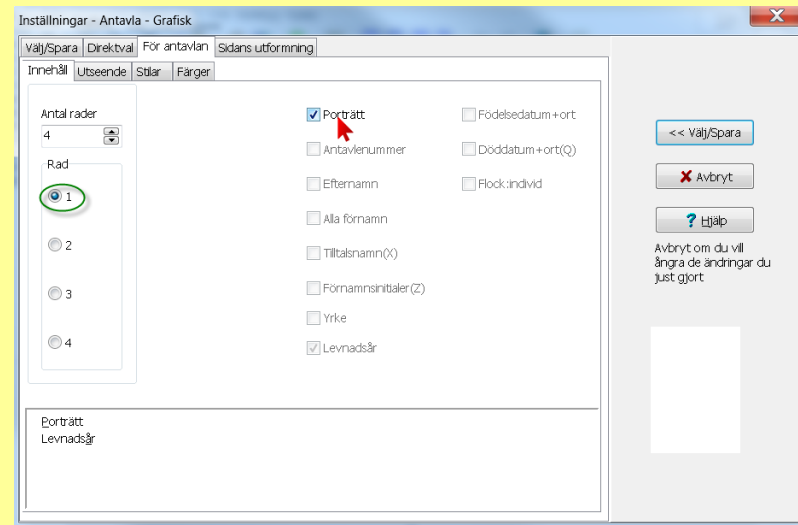 Inställningar - Antavla - Grafisk
Välj/Spara Direktval För antavlan Sidans utformning
Innehåll Utseende Stilar Färger
Antal rader
4
Rad
1
2
3
4
Porträtt
Antavlenummer
Efternamn
Alla förnamn
Tilltalsnamn(X)
Förnamnsinitialer(Z)
Yrke
Levnadsår
Födelsedatum+ort
Döddatum+ort(Q)
Flock:individ
<< Välj/Spara
Avbryt
? Hjälp
Avbryt om du vill
ångra de ändringar du
just gjort
Porträtt
Levnadsår